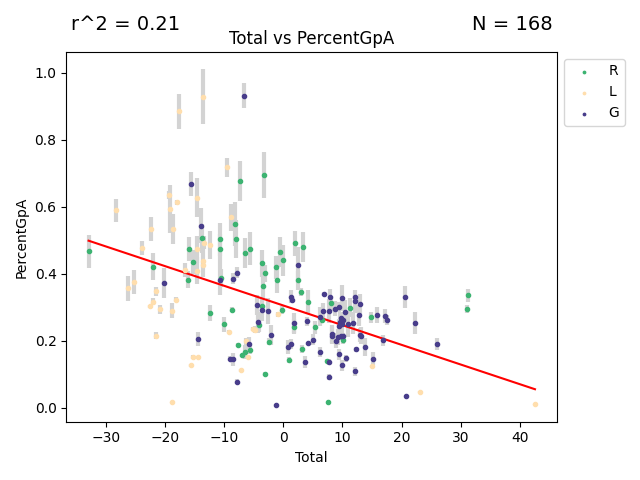 r^2 = 0.21
N = 168
Total vs PercentGpA
R
L
G
1.0
0.8
0.6
0.4
0.2
0.0
PercentGpA
−30 −20 −10 0 10 20 30 40
Total